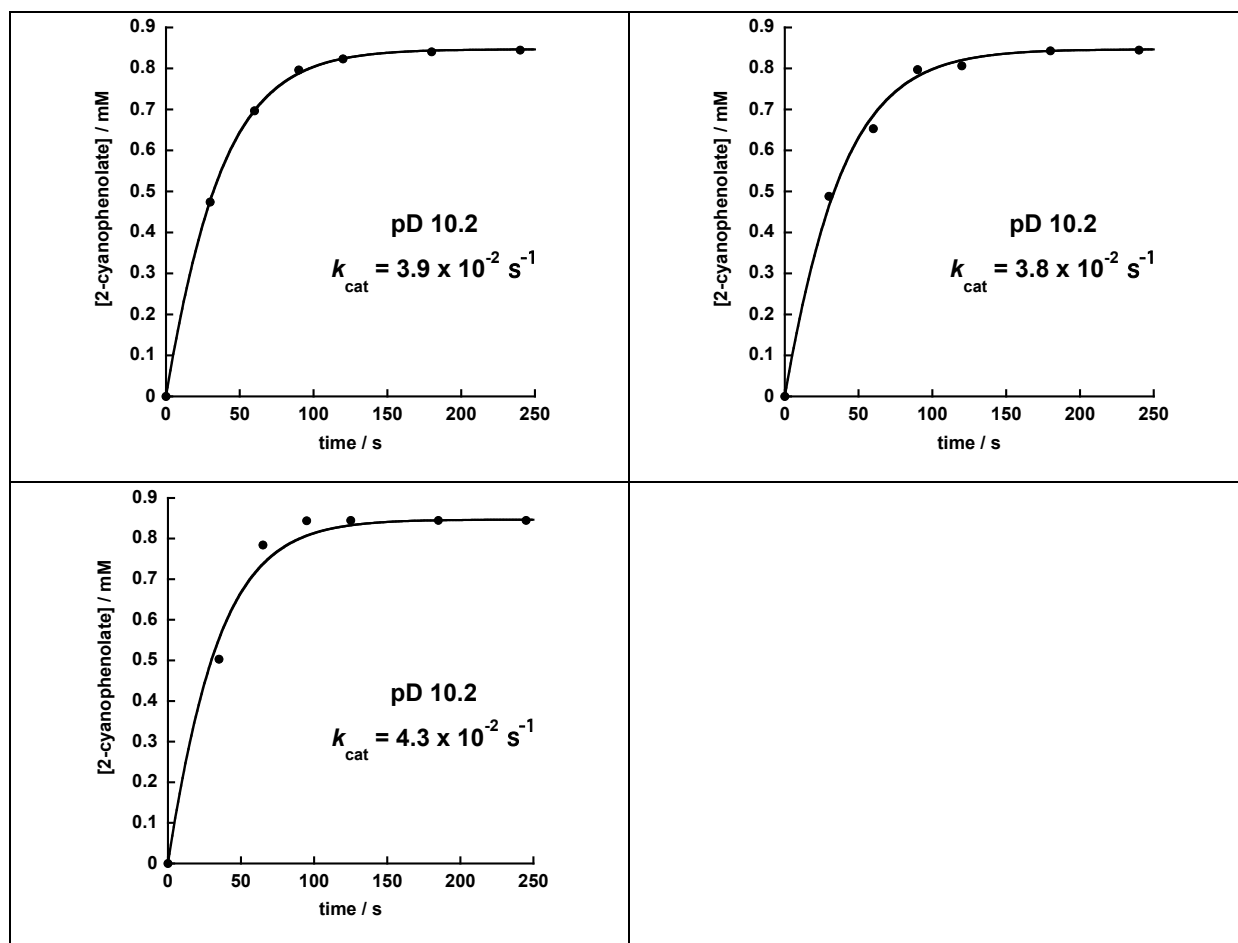 0.9
0.8
0.7
0.6
0.5
0.4
0.3
0.2
0.1
0
[2-cyanophenolate] / mM
pD 10.2
k_cat = 3.9 x 10^-2 s^-1
0 50 100 150 200 250
time / s
0.9
0.8
0.7
0.6
0.5
0.4
0.3
0.2
0.1
0
[2-cyanophenolate] / mM
pD 10.2
k_cat = 3.8 x 10^-2 s^-1
0 50 100 150 200 250
time / s
0.9
0.8
0.7
0.6
0.5
0.4
0.3
0.2
0.1
0
[2-cyanophenolate] / mM
pD 10.2
k_cat = 4.3 x 10^-2 s^-1
0 50 100 150 200 250
time / s